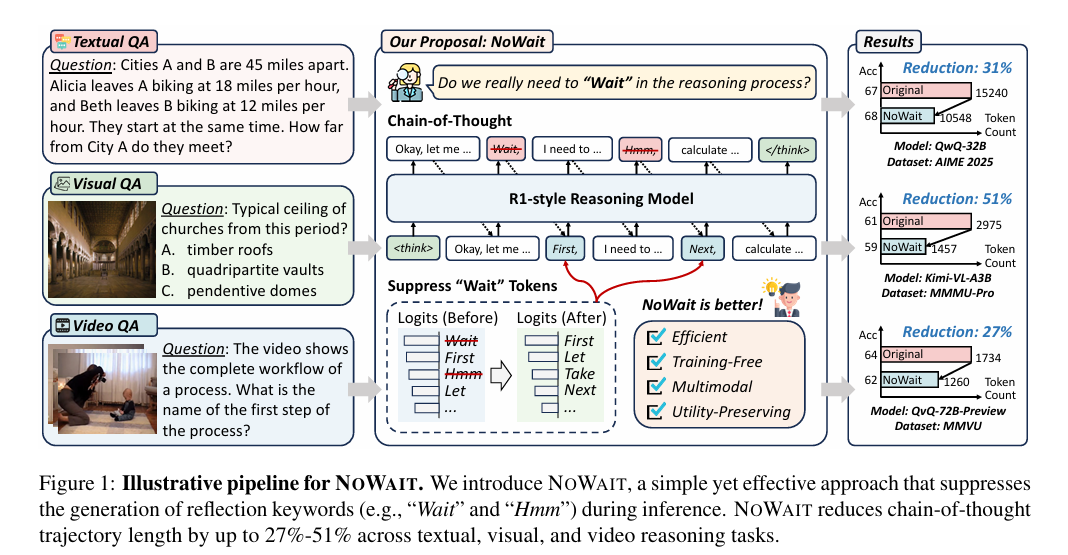 Textual QA
Question: Cities A and B are 45 miles apart.
Alicia leaves A biking at 18 miles per hour,
and Beth leaves B biking at 12 miles per
hour. They start at the same time. How far
from City A do they meet?
Visual QA
Question: Typical ceiling of
churches from this period?
A. timber roofs
B. quadripartite vaults
C. pendentive domes
Video QA
Question: The video shows
the complete workflow of
a process. What is the
name of the first step of
the process?
Our Proposal: NoWait
Do we really need to “Wait” in the reasoning process?
Chain-of-Thought
Okay, let me ... Wait, I need to ... Hmm, calculate ... </think>
R1-style Reasoning Model
<think> Okay, let me ... First, I need to ... Next, calculate ...
Suppress “Wait” Tokens
Logits (Before)
Wait
First
Hmm
Let
...
Logits (After)
First
Let
Take
Next
...
NoWait is better!
Efficient
Training-Free
Multimodal
Utility-Preserving
Results
Reduction: 31%
Acc
67 Original 15240
68 NoWait 10548 Token
Count
Model: QwQ-32B
Dataset: AIME 2025
Reduction: 51%
Acc
61 Original 2975
59 NoWait 1457 Token
Count
Model: Kimi-VL-A3B
Dataset: MMMU-Pro
Reduction: 27%
Acc
64 Original 1734
62 NoWait 1260 Token
Count
Model: QvQ-72B-Preview
Dataset: MMVU
Figure 1: Illustrative pipeline for NOWAIT. We introduce NOWAIT, a simple yet effective approach that suppresses
the generation of reflection keywords (e.g., “Wait” and “Hmm”) during inference. NOWAIT reduces chain-of-thought
trajectory length by up to 27%-51% across textual, visual, and video reasoning tasks.